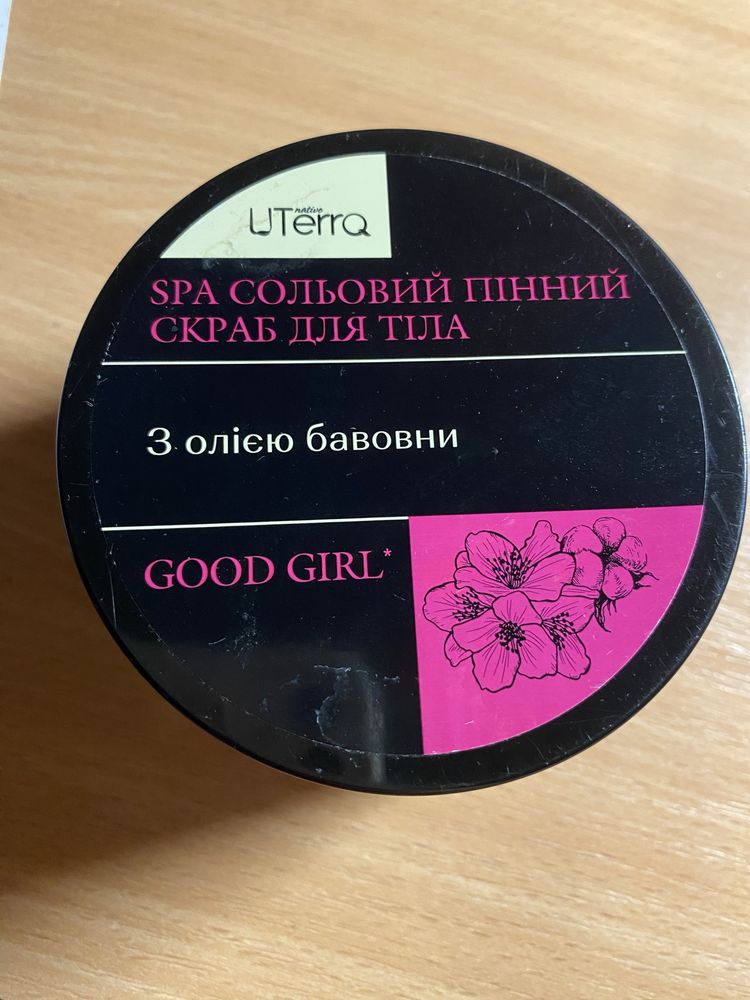 native
UTerra
SPA СОЛЬОВИЙ ПІННИЙ
СКРАБ ДЛЯ ТІЛА
З олією бавовни
GOOD GIRL*